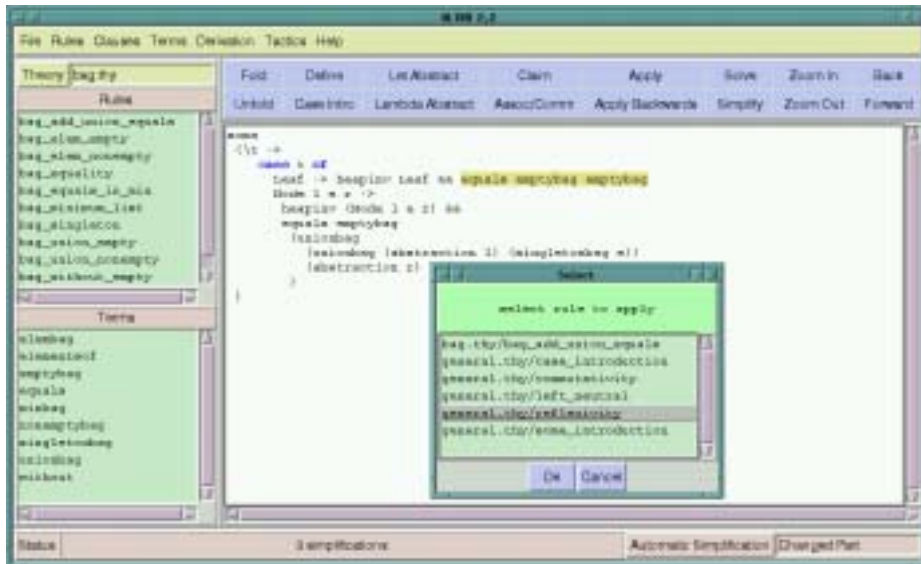 File Rules Clauses Terms Derivation Tactics Help
Theory bag.thy
Rules
bag_add_union_equals
bag_elem_empty
bag_elem_nonempty
bag_equality
bag_equals_is_min
bag_minimum_list
bag_singleton
bag_union_empty
bag_union_nonempty
bag_without_empty
Terms
elembag
elementsof
emptybag
equals
minbag
nonemptybag
singletonbag
unionbag
without
Fold Define Let Abstract Claim Apply Solve Zoom In Back
Unfold Case Intro Lambda Abstract Assoc/Comm Apply Backwards Simplify Zoom Out Forward
some
(\t ->
case t of
Leaf -> heapinv Leaf && equals emptybag emptybag
Node l e r ->
heapinv (Node l e r) &&
equals emptybag
(unionbag
(unionbag (abstraction l) (singletonbag e))
(abstraction r)
)
)
Select
select rule to apply
bag.thy/bag_add_union_equals
general.thy/case_introduction
general.thy/commutativity
general.thy/left_neutral
general.thy/reflexivity
general.thy/some_introduction
OK Cancel
Status 3 simplifications Automatic Simplification Changed Part